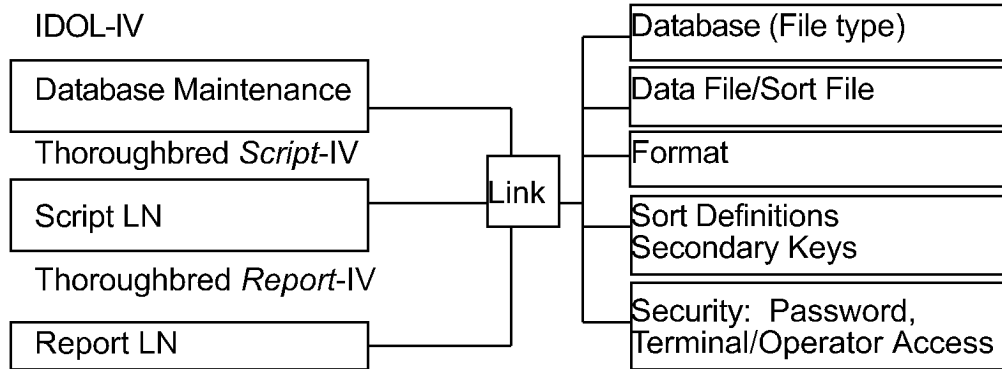 IDOL-IV
Database Maintenance
Thoroughbred Script-IV
Script LN
Thoroughbred Report-IV
Report LN
Link
Database (File type)
Data File/Sort File
Format
Sort Definitions
Secondary Keys
Security:  Password,
Terminal/Operator Access